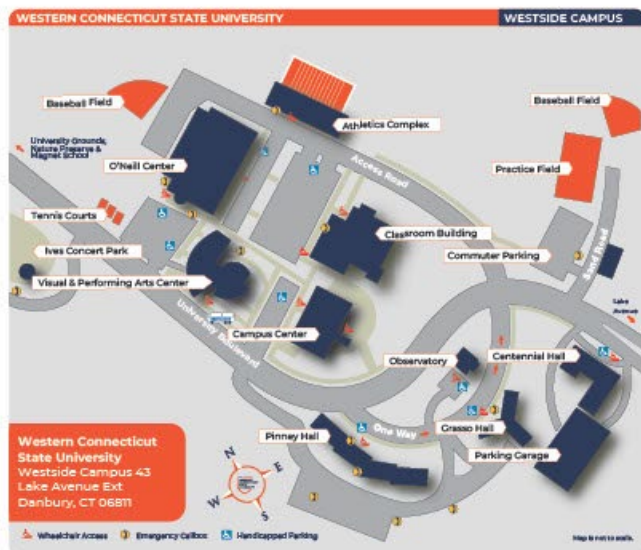 WESTERN CONNECTICUT STATE UNIVERSITY
WESTSIDE CAMPUS
Baseball Field
Athletics Complex
Baseball Field
University Grounds,
Nature Preserve &
Magnet School
O'Neill Center
Access Road
Practice Field
Tennis Courts
Classroom Building
Ives Concert Park
Commuter Parking
Sand Road
Visual & Performing Arts Center
Lake
Avenue
University Boulevard
Campus Center
Observatory
Centennial Hall
One Way
Grasso Hall
Pinney Hall
Parking Garage
Western Connecticut
State University
Westside Campus 43
Lake Avenue Ext
Danbury, CT 06811
N
E
W
S
Wheelchair Access
Emergency Callbox
Handicapped Parking
Map is not to scale.